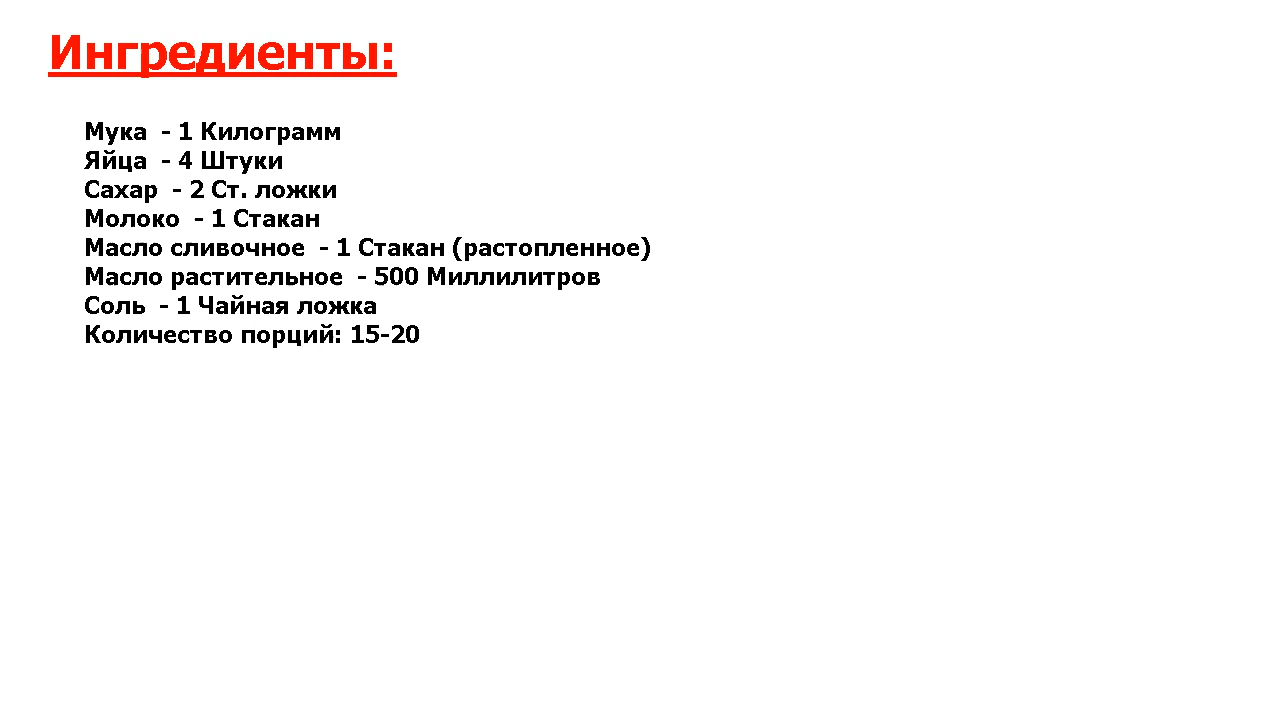 Ингредиенты:
Мука  - 1 Килограмм
Яйца  - 4 Штуки
Сахар  - 2 Ст. ложки
Молоко  - 1 Стакан
Масло сливочное  - 1 Стакан (растопленное)
Масло растительное  - 500 Миллилитров
Соль  - 1 Чайная ложка
Количество порций: 15-20